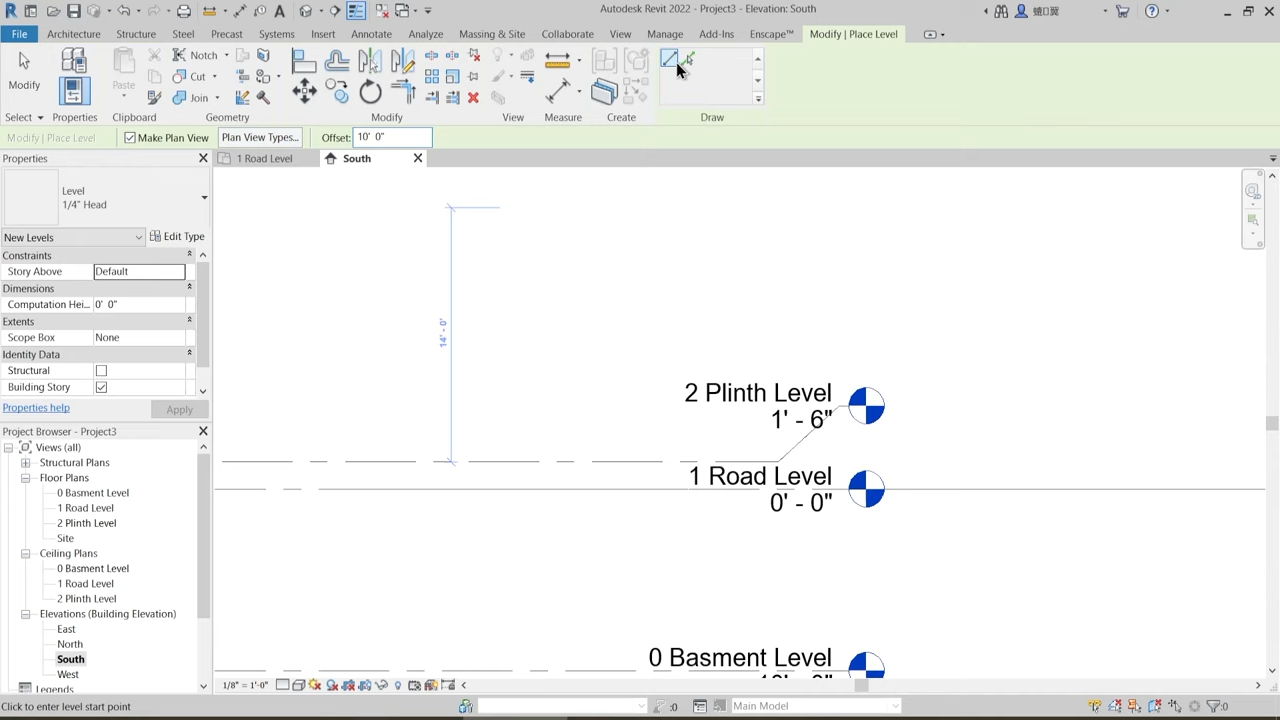 Autodesk Revit 2022 - Project3 - Elevation: South
File
Architecture
Structure
Steel
Precast
Systems
Insert
Annotate
Analyze
Massing & Site
Collaborate
View
Manage
Add-Ins
Enscape™
Modify | Place Level
Modify
Paste
Notch
Cut
Join
Select
Properties
Clipboard
Geometry
Modify
View
Measure
Create
Draw
Modify | Place Level
Make Plan View
Plan View Types...
Offset:
10' 0"
Properties
1 Road Level
South
Level
1/4" Head
New Levels
Edit Type
Constraints
Story Above
Default
Dimensions
Computation Hei...
0' 0"
Extents
Scope Box
None
Identity Data
Structural
Building Story
Properties help
Apply
Project Browser - Project3
Views (all)
Structural Plans
Floor Plans
0 Basment Level
1 Road Level
2 Plinth Level
Site
Ceiling Plans
0 Basment Level
1 Road Level
2 Plinth Level
Elevations (Building Elevation)
East
North
South
West
Legends
14' - 0'
2 Plinth Level
1' - 6"
1 Road Level
0' - 0"
0 Basment Level
1/8" = 1'-0"
Click to enter level start point
:0
Main Model
:0